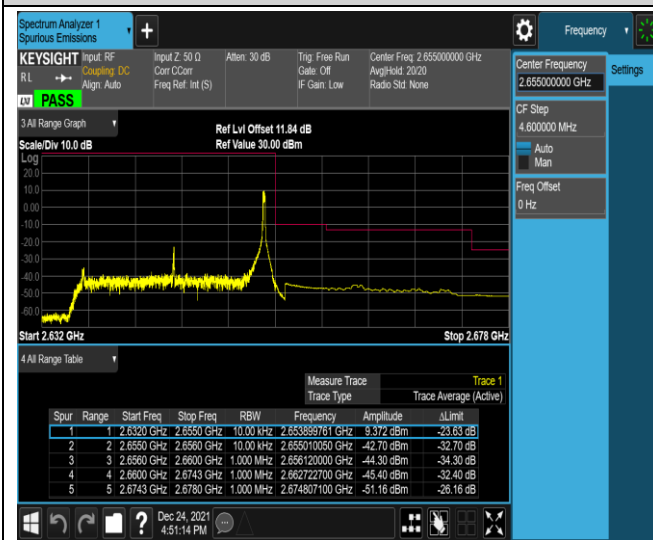 Spectrum Analyzer 1
Spurious Emissions
+
Frequency
KEYSIGHT
RL
Input: RF
Coupling: DC
Align: Auto
Input Z: 50 Ω
Corr CCorr
Freq Ref: Int (S)
Atten: 30 dB
Trig: Free Run
Gate: Off
IF Gain: Low
Center Freq: 2.655000000 GHz
Avg|Hold: 20/20
Radio Std: None
LXI PASS
3 All Range Graph
Scale/Div 10.0 dB
Ref Lvl Offset 11.84 dB
Ref Value 30.00 dBm
Log
20.0
10.0
0.00
-10.0
-20.0
-30.0
-40.0
-50.0
-60.0
Start 2.632 GHz
Stop 2.678 GHz
4 All Range Table
Measure Trace Trace 1
Trace Type Trace Average (Active)
Spur Range Start Freq Stop Freq RBW Frequency Amplitude ΔLimit
1 1 2.6320 GHz 2.6550 GHz 10.00 kHz 2.653899761 GHz 9.372 dBm -23.63 dB
2 2 2.6550 GHz 2.6560 GHz 10.00 kHz 2.655010050 GHz -42.70 dBm -32.70 dB
3 3 2.6560 GHz 2.6600 GHz 1.000 MHz 2.656120000 GHz -44.30 dBm -34.30 dB
4 4 2.6600 GHz 2.6743 GHz 1.000 MHz 2.662722700 GHz -45.40 dBm -32.40 dB
5 5 2.6743 GHz 2.6780 GHz 1.000 MHz 2.674807100 GHz -51.16 dBm -26.16 dB
Center Frequency
2.655000000 GHz
Settings
CF Step
4.600000 MHz
Auto
Man
Freq Offset
0 Hz
?
Dec 24, 2021
4:51:14 PM